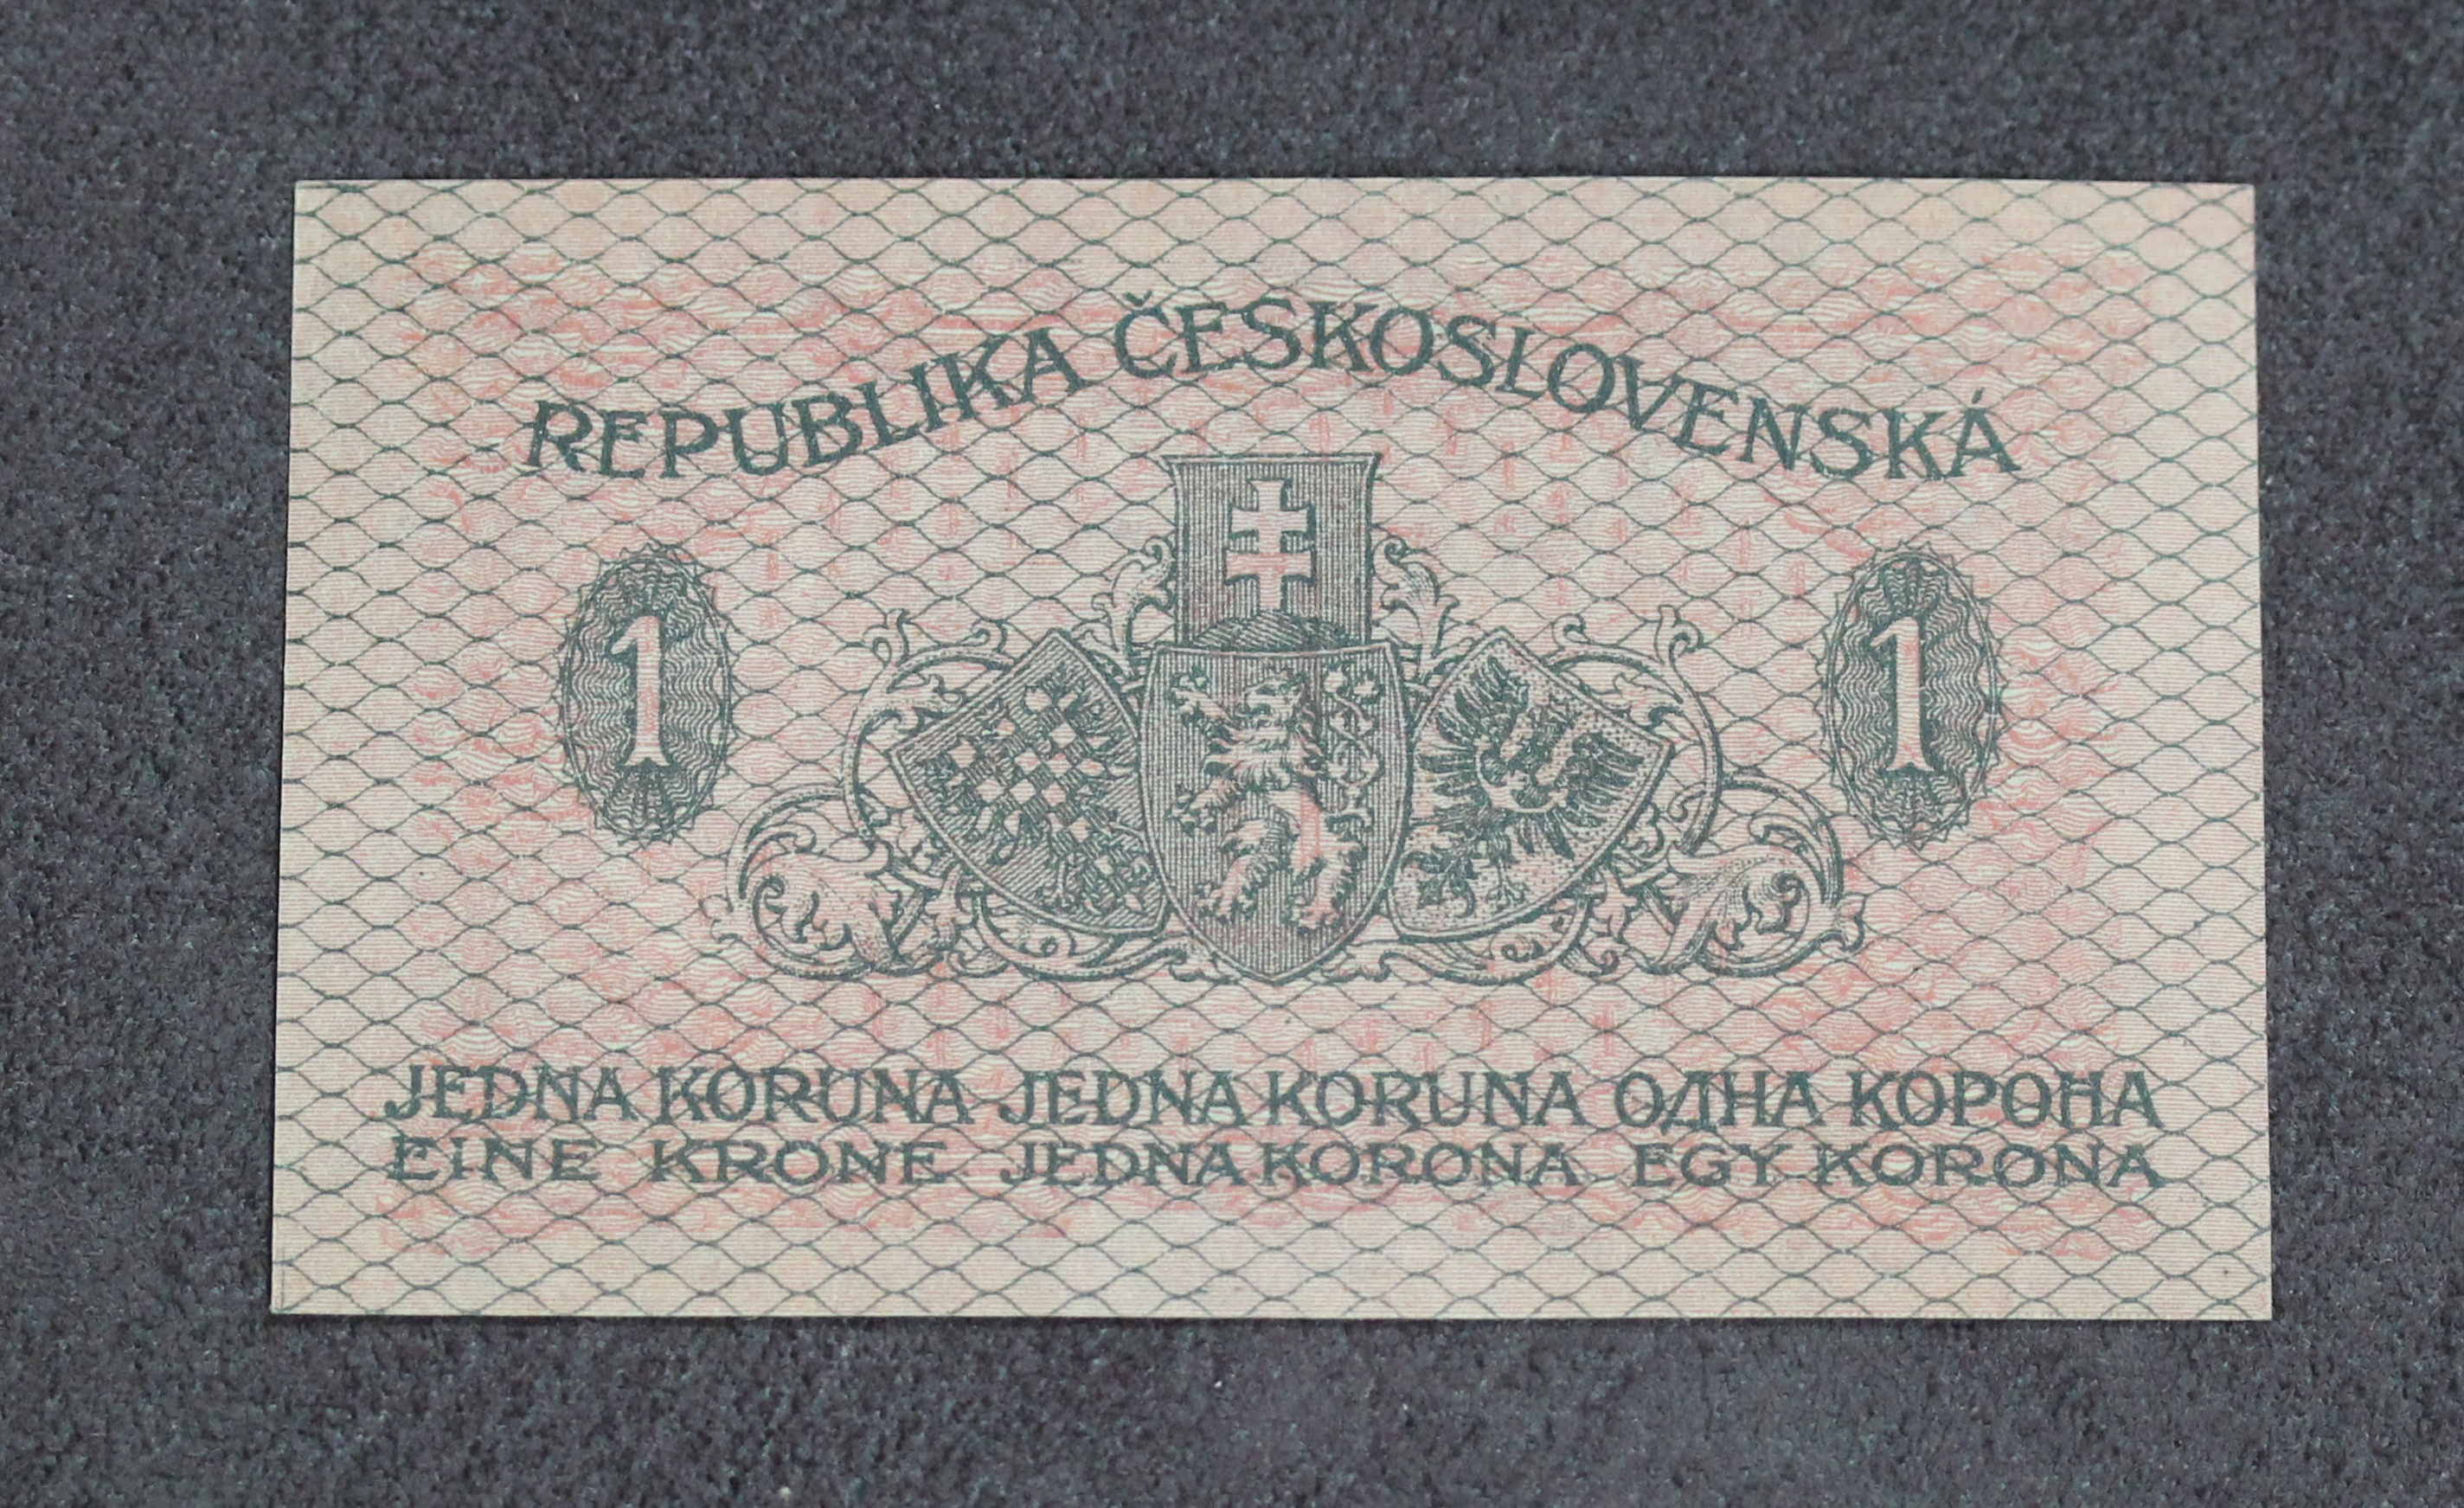 REPUBLIKA ČESKOSLOVENSKÁ
1 1
JEDNA KORUNA JEDNA KORUNA ОДНА КОРОНА
EINE KRONE JEDNA KORONA EGY KORONA